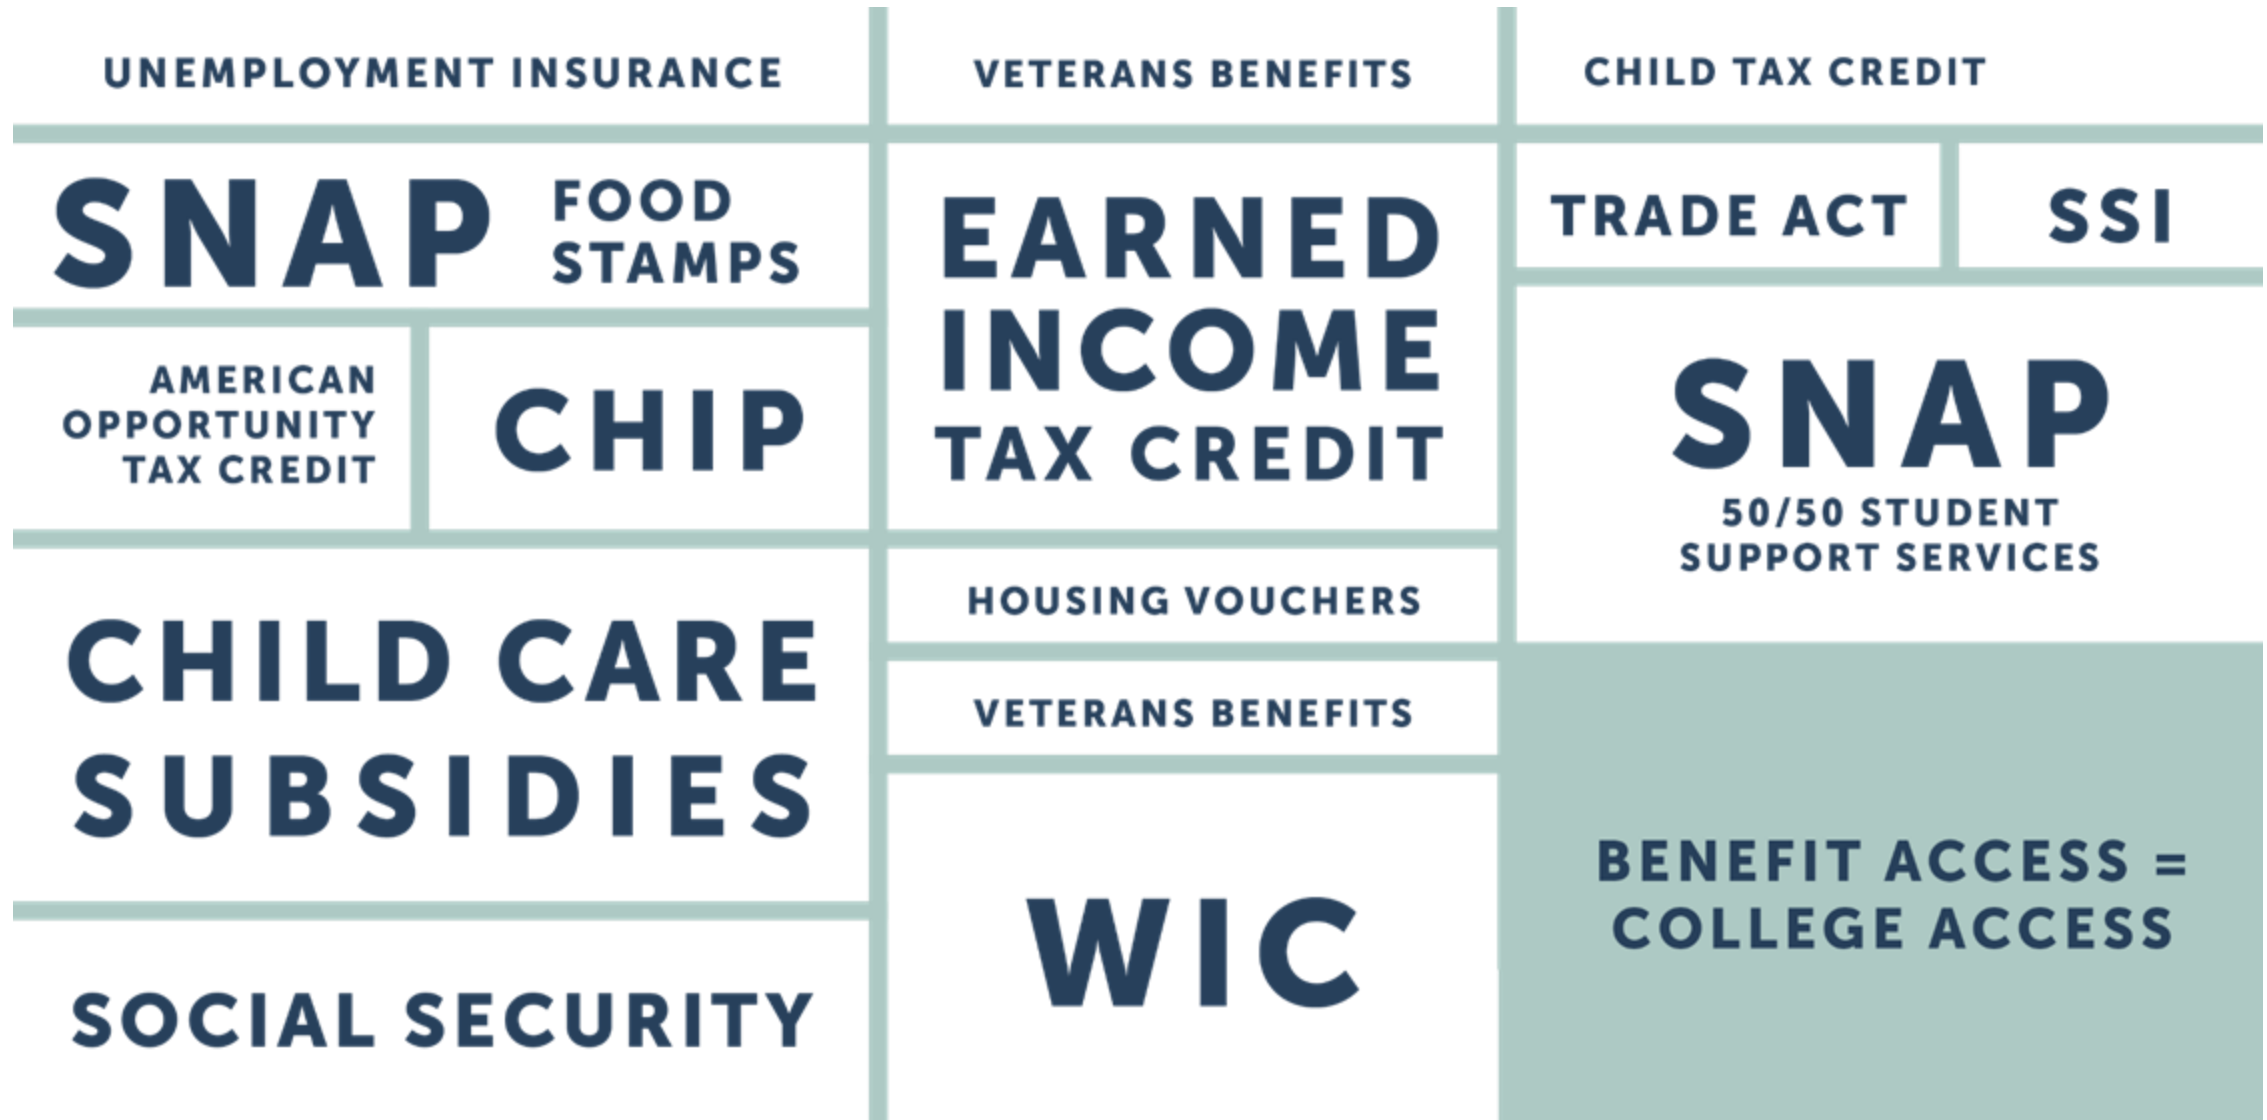 UNEMPLOYMENT INSURANCE
SNAP
FOOD
STAMPS
AMERICAN
OPPORTUNITY
TAX CREDIT
CHIP
CHILD CARE
SUBSIDIES
SOCIAL SECURITY
VETERANS BENEFITS
EARNED
INCOME
TAX CREDIT
HOUSING VOUCHERS
VETERANS BENEFITS
WIC
CHILD TAX CREDIT
TRADE ACT
SSI
SNAP
50/50 STUDENT
SUPPORT SERVICES
BENEFIT ACCESS =
COLLEGE ACCESS